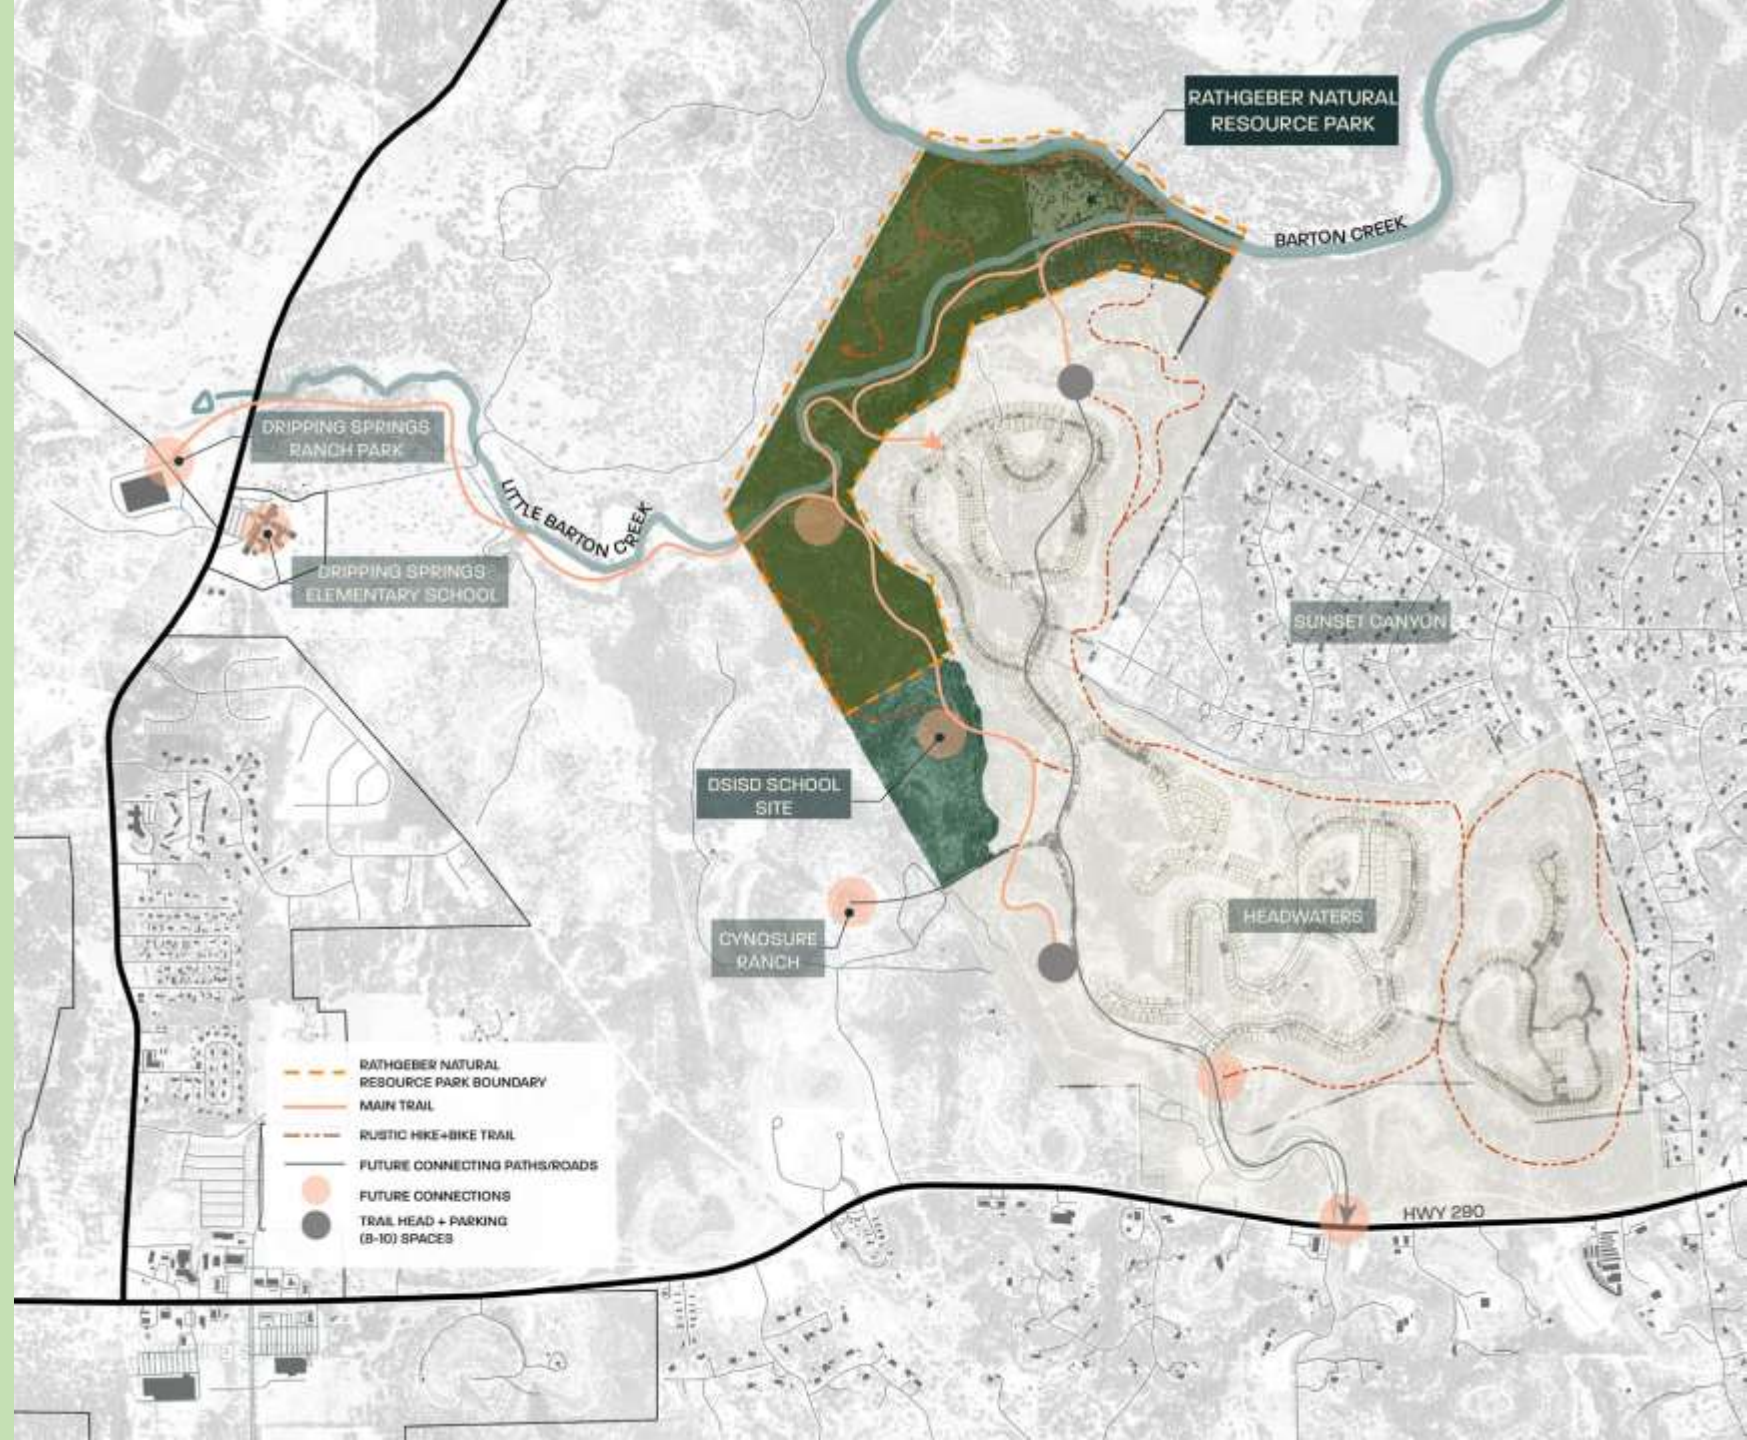 RATHGEBER NATURAL
RESOURCE PARK
BARTON CREEK
DRIPPING SPRINGS
RANCH PARK
LITTLE BARTON CREEK
DRIPPING SPRINGS
ELEMENTARY SCHOOL
SUNSET CANYON
DSISD SCHOOL
SITE
HEADWATERS
CYNOSURE
RANCH
RATHGEBER NATURAL
RESOURCE PARK BOUNDARY
MAIN TRAIL
RUSTIC HIKE+BIKE TRAIL
FUTURE CONNECTING PATHS/ROADS
FUTURE CONNECTIONS
TRAIL HEAD + PARKING
(8-10) SPACES
HWY 290